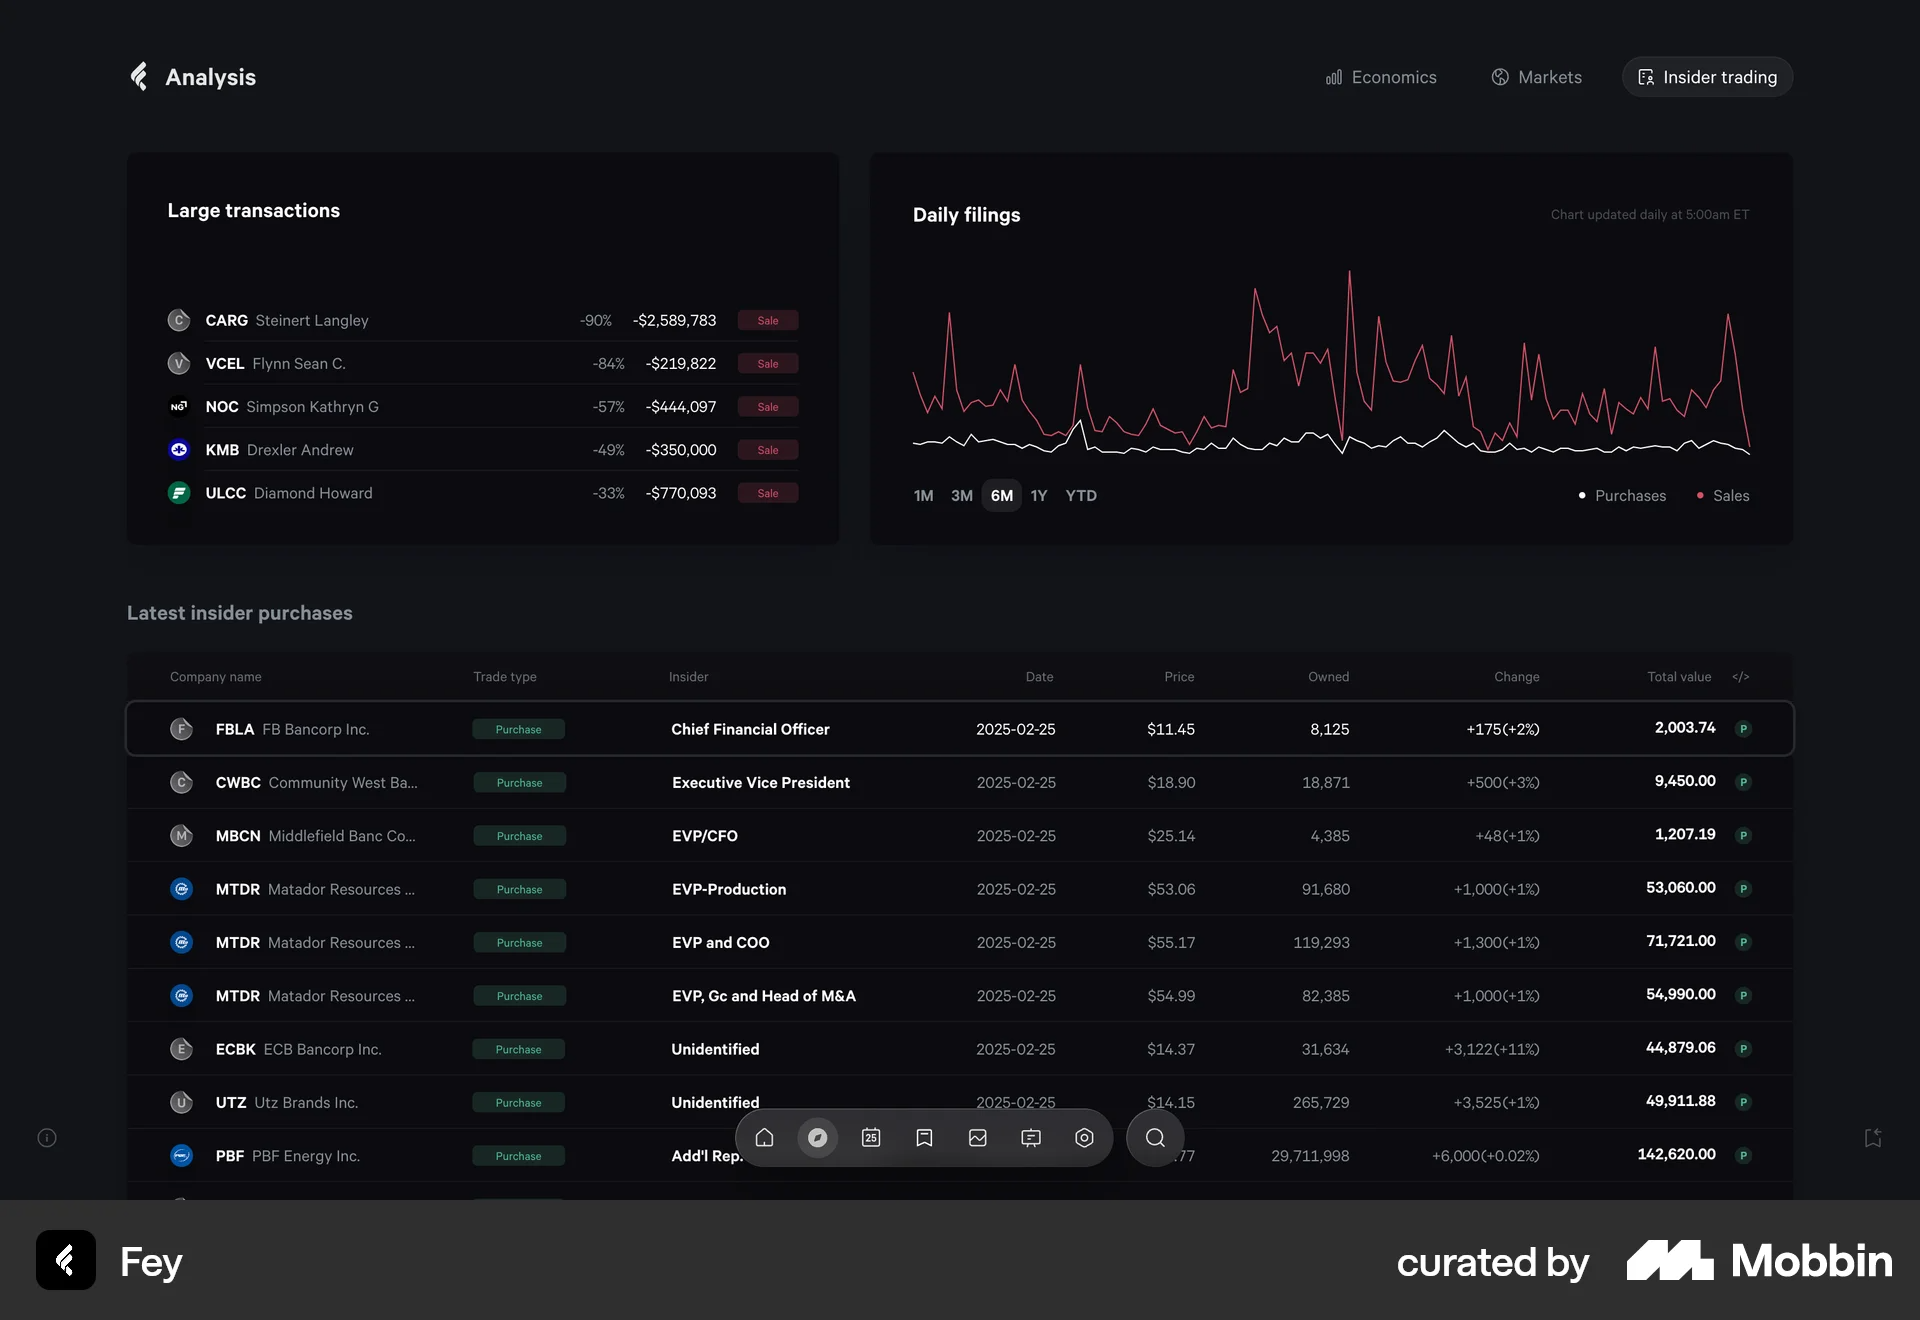 Analysis
Economics
Markets
Insider trading
Large transactions
C CARG Steinert Langley -90% -$2,589,783 Sale
V VCEL Flynn Sean C. -84% -$219,822 Sale
NG NOC Simpson Kathryn G -57% -$444,097 Sale
KMB Drexler Andrew -49% -$350,000 Sale
ULCC Diamond Howard -33% -$770,093 Sale
Daily filings
Chart updated daily at 5:00am ET
1M 3M 6M 1Y YTD
Purchases
Sales
Latest insider purchases
Company name Trade type Insider Date Price Owned Change Total value </>
F FBLA FB Bancorp Inc. Purchase Chief Financial Officer 2025-02-25 $11.45 8,125 +175(+2%) 2,003.74 P
C CWBC Community West Ba... Purchase Executive Vice President 2025-02-25 $18.90 18,871 +500(+3%) 9,450.00 P
M MBCN Middlefield Banc Co... Purchase EVP/CFO 2025-02-25 $25.14 4,385 +48(+1%) 1,207.19 P
MTDR Matador Resources ... Purchase EVP-Production 2025-02-25 $53.06 91,680 +1,000(+1%) 53,060.00 P
MTDR Matador Resources ... Purchase EVP and COO 2025-02-25 $55.17 119,293 +1,300(+1%) 71,721.00 P
MTDR Matador Resources ... Purchase EVP, Gc and Head of M&A 2025-02-25 $54.99 82,385 +1,000(+1%) 54,990.00 P
E ECBK ECB Bancorp Inc. Purchase Unidentified 2025-02-25 $14.37 31,634 +3,122(+11%) 44,879.06 P
U UTZ Utz Brands Inc. Purchase Unidentified 2025-02-25 $14.15 265,729 +3,525(+1%) 49,911.88 P
PBF PBF Energy Inc. Purchase Add'l Rep. .77 29,711,998 +6,000(+0.02%) 142,620.00 P
25
Fey
curated by Mobbin